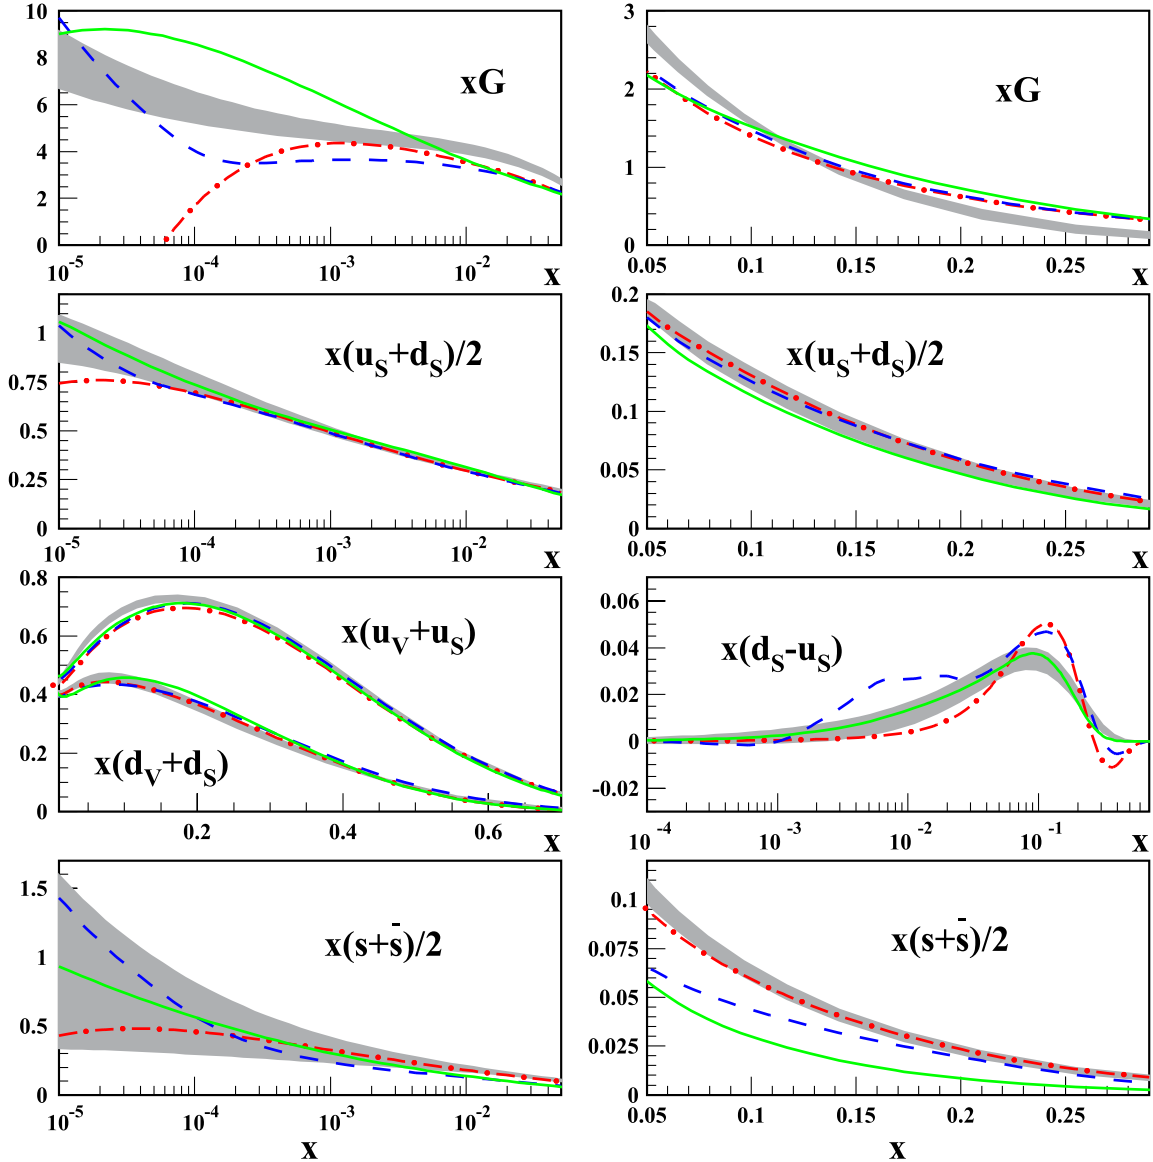 10
8
6
4
2
0
xG
10⁻⁵ 10⁻⁴ 10⁻³ 10⁻² x
3
2
1
0
xG
0.05 0.1 0.15 0.2 0.25 x
1
0.75
0.5
0.25
0
x(u_S+d_S)/2
10⁻⁵ 10⁻⁴ 10⁻³ 10⁻² x
0.2
0.15
0.1
0.05
0
x(u_S+d_S)/2
0.05 0.1 0.15 0.2 0.25 x
0.8
0.6
0.4
0.2
0
x(u_V+u_S)
x(d_V+d_S)
0.2 0.4 0.6 x
0.06
0.04
0.02
0
-0.02
x(d_S-u_S)
10⁻⁴ 10⁻³ 10⁻² 10⁻¹ x
1.5
1
0.5
0
x(s+s̄)/2
10⁻⁵ 10⁻⁴ 10⁻³ 10⁻²
x
0.1
0.075
0.05
0.025
0
x(s+s̄)/2
0.05 0.1 0.15 0.2 0.25
x